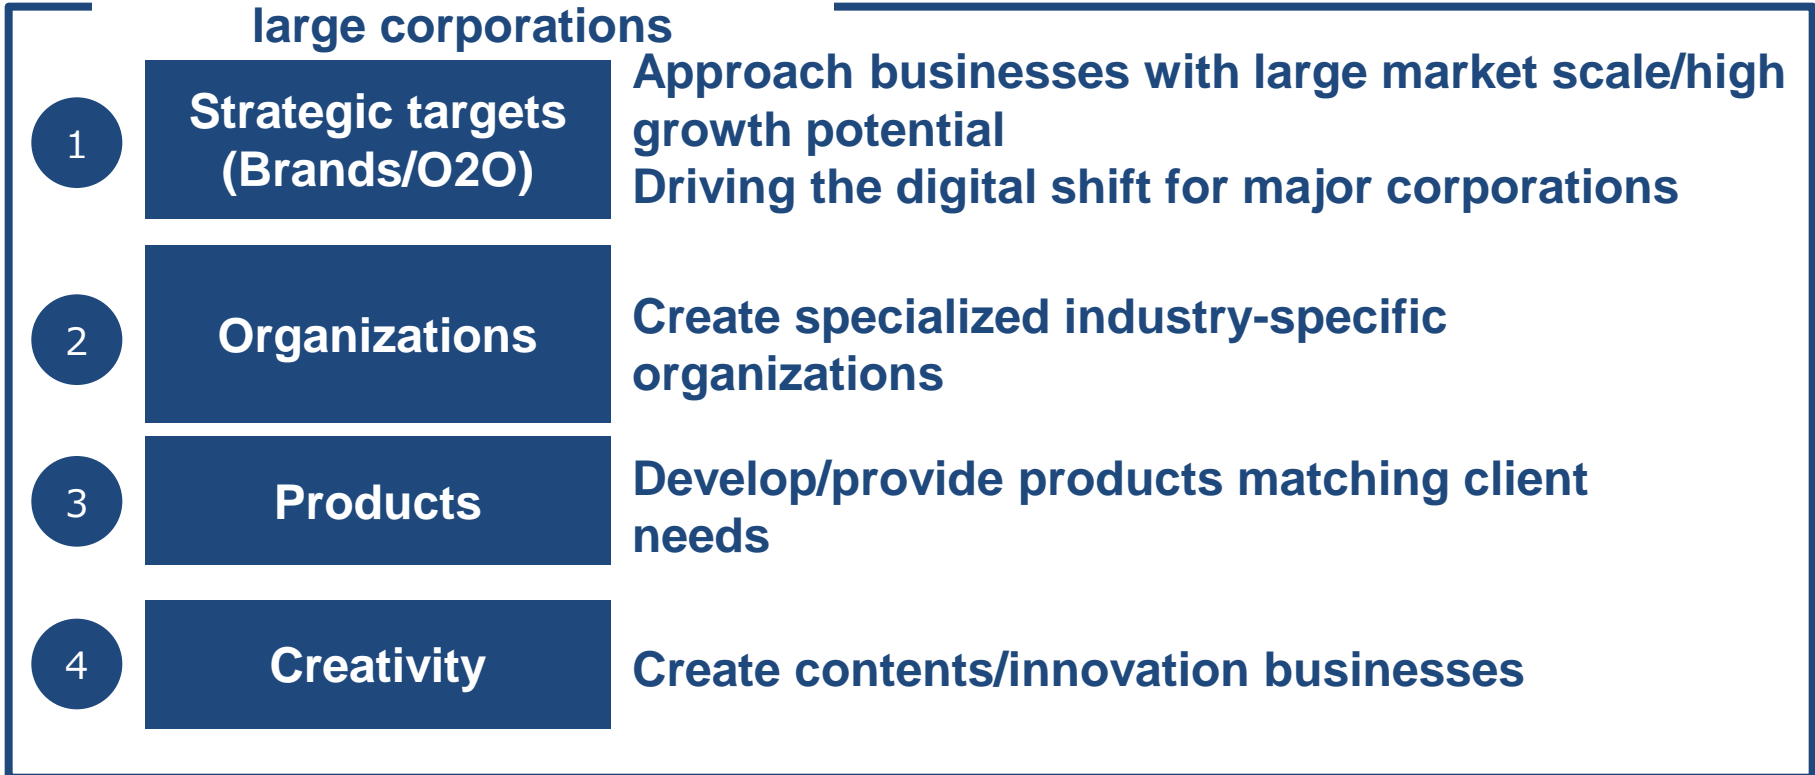 large corporations
1
Strategic targets
(Brands/O2O)
Approach businesses with large market scale/high
growth potential
Driving the digital shift for major corporations
2
Organizations
Create specialized industry-specific
organizations
3
Products
Develop/provide products matching client
needs
4
Creativity
Create contents/innovation businesses